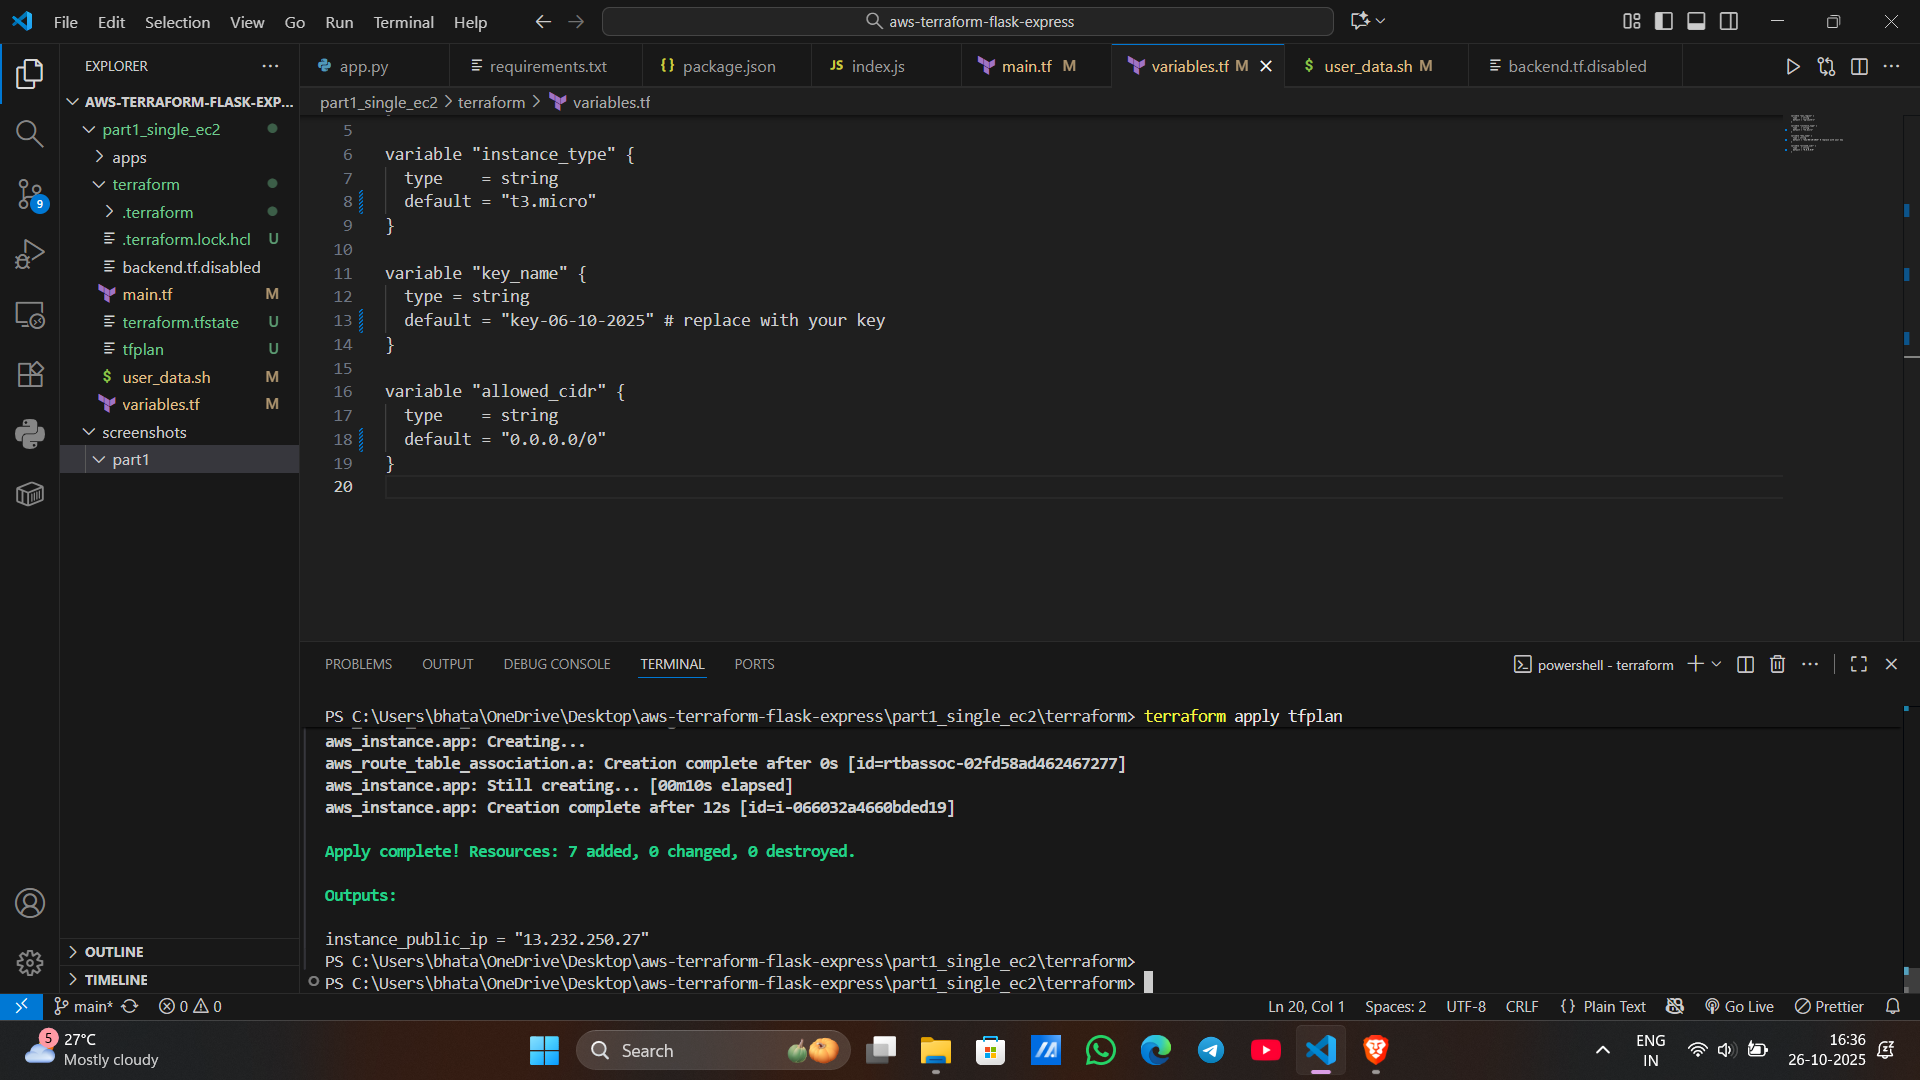 File Edit Selection View Go Run Terminal Help
aws-terraform-flask-express
EXPLORER
app.py
requirements.txt
{} package.json
JS index.js
main.tf M
variables.tf M
$ user_data.sh M
backend.tf.disabled
AWS-TERRAFORM-FLASK-EXP...
part1_single_ec2
apps
terraform
.terraform
.terraform.lock.hcl U
backend.tf.disabled
main.tf M
terraform.tfstate U
tfplan U
$ user_data.sh M
variables.tf M
screenshots
part1
9
OUTLINE
TIMELINE
part1_single_ec2 > terraform > variables.tf
5
6 variable "instance_type" {
7 type    = string
8 default = "t3.micro"
9 }
10
11 variable "key_name" {
12 type = string
13 default = "key-06-10-2025" # replace with your key
14 }
15
16 variable "allowed_cidr" {
17 type    = string
18 default = "0.0.0.0/0"
19 }
20
PROBLEMS OUTPUT DEBUG CONSOLE TERMINAL PORTS
powershell - terraform
PS C:\Users\bhata\OneDrive\Desktop\aws-terraform-flask-express\part1_single_ec2\terraform> terraform apply tfplan
aws_instance.app: Creating...
aws_route_table_association.a: Creation complete after 0s [id=rtbassoc-02fd58ad462467277]
aws_instance.app: Still creating... [00m10s elapsed]
aws_instance.app: Creation complete after 12s [id=i-066032a4660bded19]
Apply complete! Resources: 7 added, 0 changed, 0 destroyed.
Outputs:
instance_public_ip = "13.232.250.27"
PS C:\Users\bhata\OneDrive\Desktop\aws-terraform-flask-express\part1_single_ec2\terraform>
PS C:\Users\bhata\OneDrive\Desktop\aws-terraform-flask-express\part1_single_ec2\terraform>
main* 0 0
Ln 20, Col 1 Spaces: 2 UTF-8 CRLF {} Plain Text Go Live Prettier
5
27°C
Mostly cloudy
Search
ENG
IN
16:36
26-10-2025